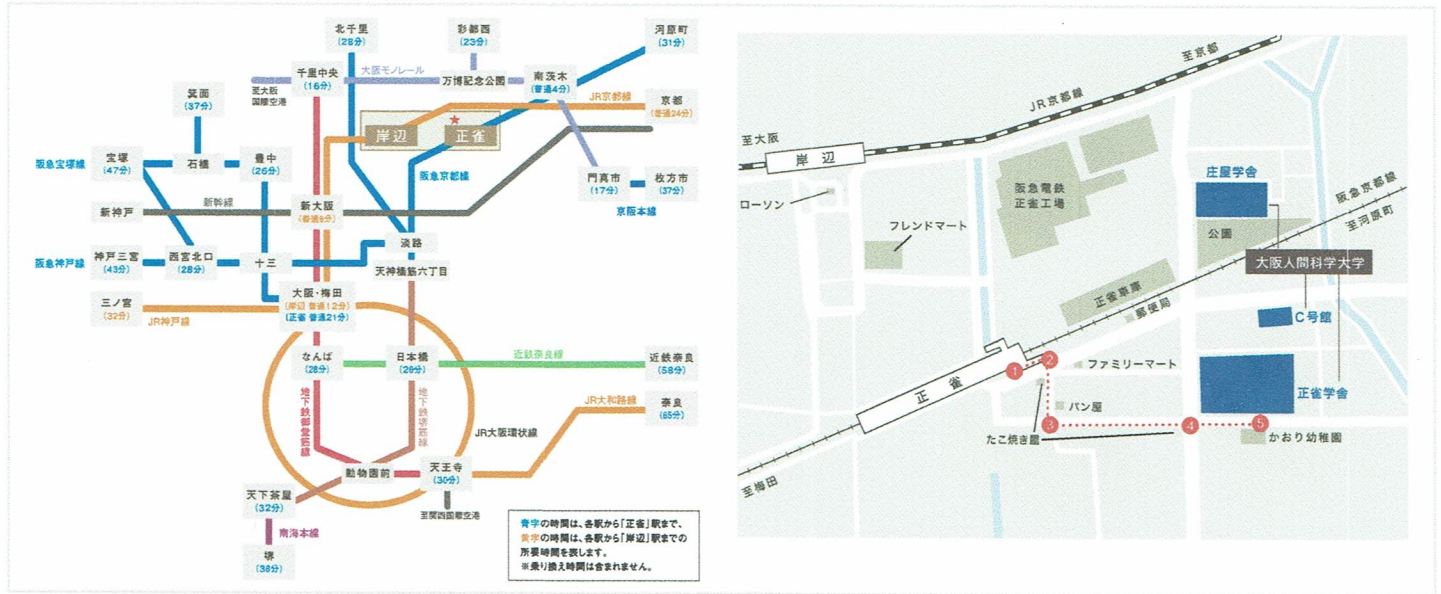 北千里
(28分)
彩都西
(23分)
河原町
(31分)
千里中央
(16分)
大阪モノレール
万博記念公園
南茨木
(普通4分)
至大阪
国際空港
箕面
(37分)
JR京都線
京都
(普通24分)
岸辺
★
正雀
阪急宝塚線
宝塚
(47分)
石橋
豊中
(26分)
阪急京都線
門真市
(17分)
枚方市
(37分)
京阪本線
新神戸
新幹線
新大阪
淡路
阪急神戸線
神戸三宮
(43分)
西宮北口
(28分)
十三
天神橋筋六丁目
三ノ宮
(32分)
JR神戸線
大阪・梅田
(岸辺 普通12分)
(正雀 普通21分)
なんば
(28分)
日本橋
(26分)
近鉄奈良線
近鉄奈良
(58分)
地下鉄御堂筋線
地下鉄堺筋線
JR大和路線
奈良
(65分)
JR大阪環状線
動物園前
天王寺
(30分)
天下茶屋
(32分)
至関西国際空港
南海本線
堺
(38分)
青字の時間は、各駅から「正雀」駅まで、
黄字の時間は、各駅から「岸辺」駅までの
所要時間を表します。
※乗り換え時間は含まれません。
至京都
JR京都線
至大阪
岸辺
ローソン
フレンドマート
阪急電鉄
正雀工場
庄屋学舎
阪急京都線
至河原町
公園
大阪人間科学大学
正雀車庫
郵便局
C号館
ファミリーマート
正雀
1
2
パン屋
正雀学舎
3
4
5
たこ焼き屋
かおり幼稚園
至梅田